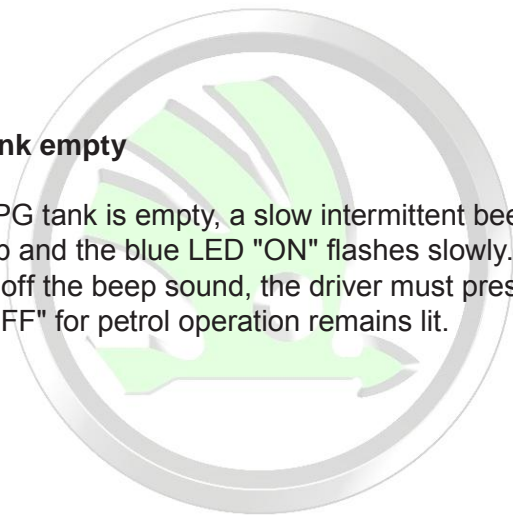 nk empty
PG tank is empty, a slow intermittent bee
and the blue LED "ON" flashes slowly.
off the beep sound, the driver must pres
FF" for petrol operation remains lit.